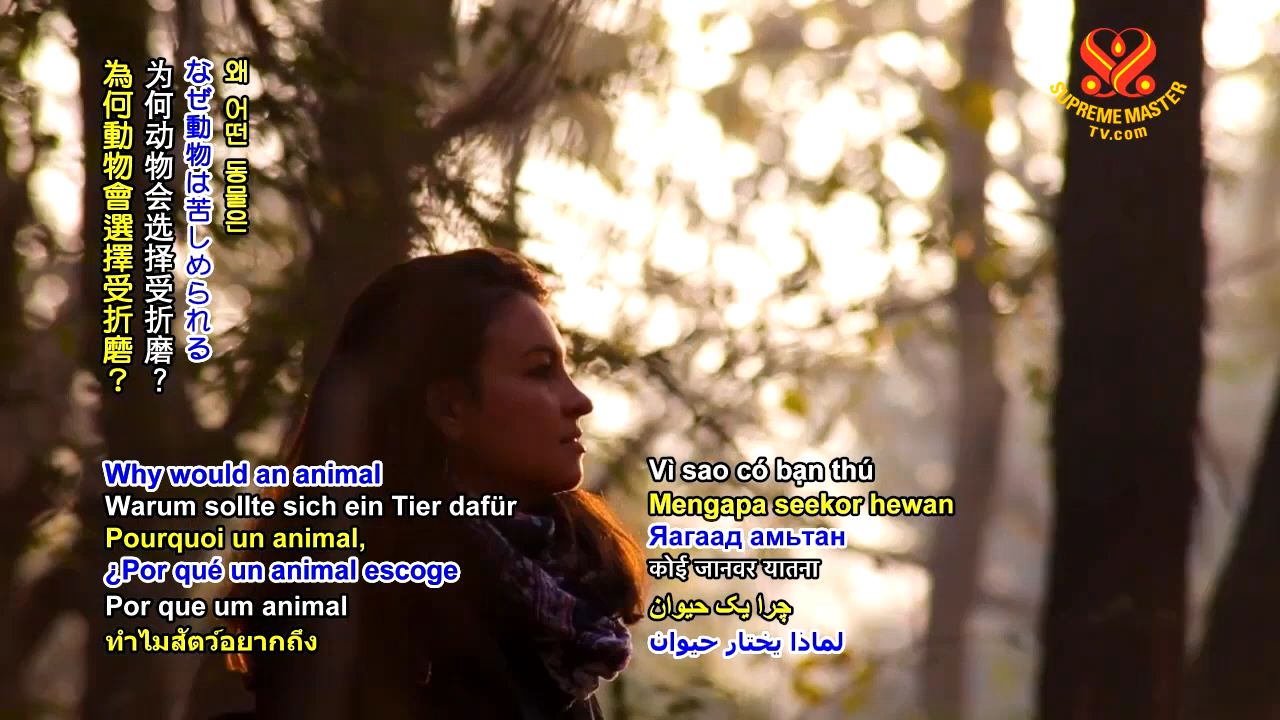 왜 어떤 동물은
なぜ動物は苦しめられる
为何动物会选择受折磨？
為何動物會選擇受折磨？
SUPREME MASTER
TV.com
Why would an animal
Warum sollte sich ein Tier dafür
Pourquoi un animal,
¿Por qué un animal escoge
Por que um animal
ทำไมสัตว์อยากถึง
Vì sao có bạn thú
Mengapa seekor hewan
Яагаад амьтан
कोई जानवर यातना
چرا یک حیوان
لماذا يختار حيوان